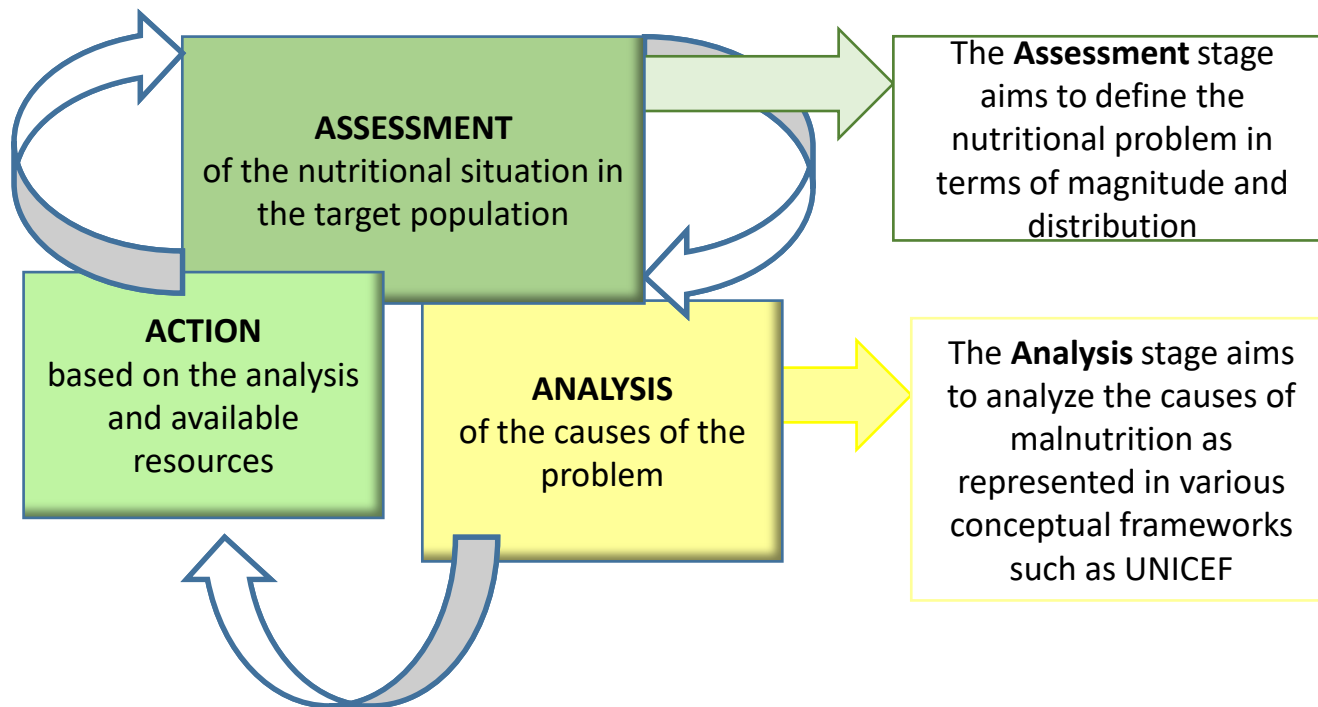 ASSESSMENT
of the nutritional situation in
the target population
The Assessment stage
aims to define the
nutritional problem in
terms of magnitude and
distribution
ACTION
based on the analysis
and available
resources
ANALYSIS
of the causes of the
problem
The Analysis stage aims
to analyze the causes of
malnutrition as
represented in various
conceptual frameworks
such as UNICEF